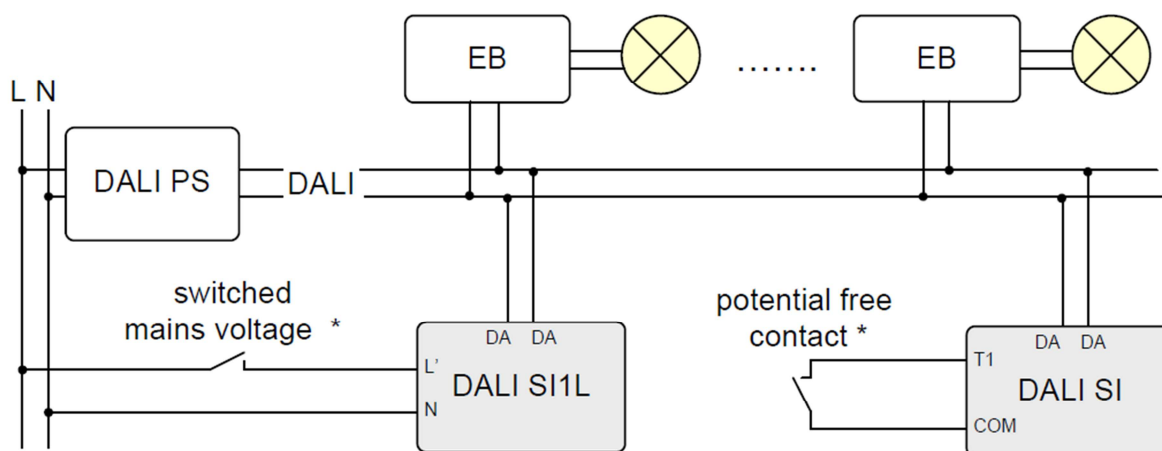 EB
.......
EB
L N
DALI PS
DALI
switched
mains voltage *
potential free
contact *
DA DA
DA DA
L’
DALI SI1L
N
T1
DALI SI
COM